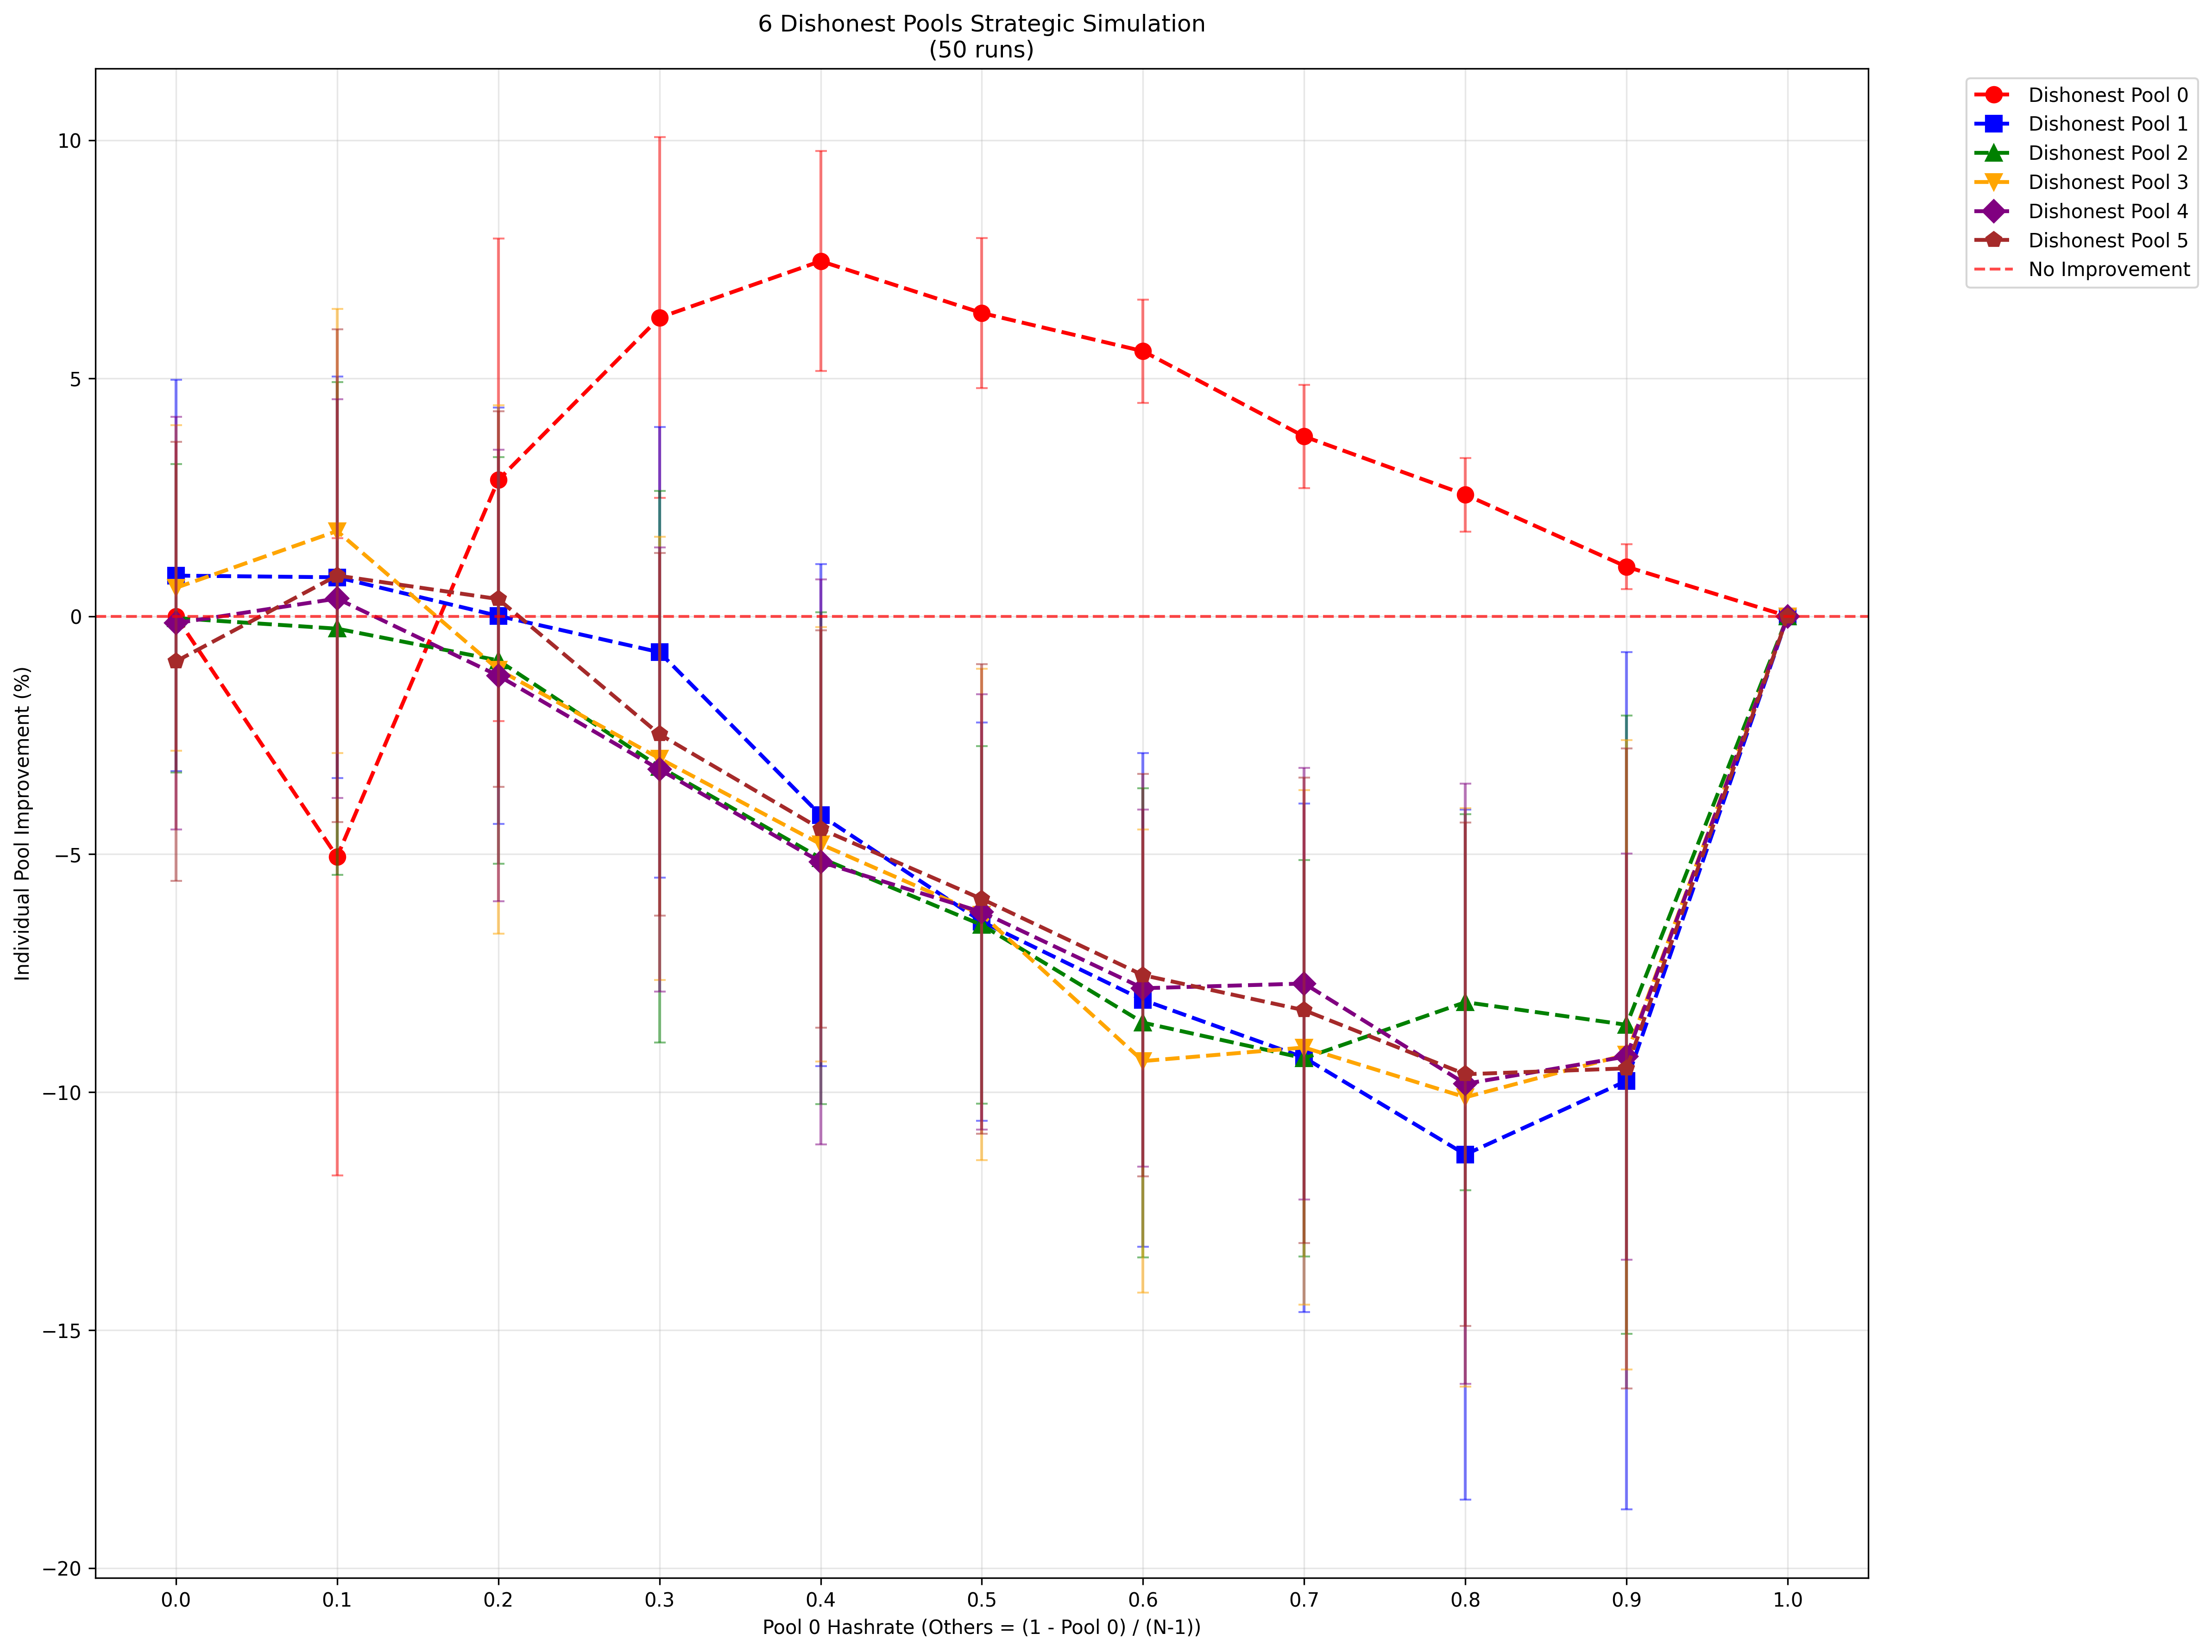 6 Dishonest Pools Strategic Simulation
(50 runs)
Dishonest Pool 0
Dishonest Pool 1
Dishonest Pool 2
Dishonest Pool 3
Dishonest Pool 4
Dishonest Pool 5
No Improvement
Individual Pool Improvement (%)
10
5
0
−5
−10
−15
−20
0.0 0.1 0.2 0.3 0.4 0.5 0.6 0.7 0.8 0.9 1.0
Pool 0 Hashrate (Others = (1 - Pool 0) / (N-1))